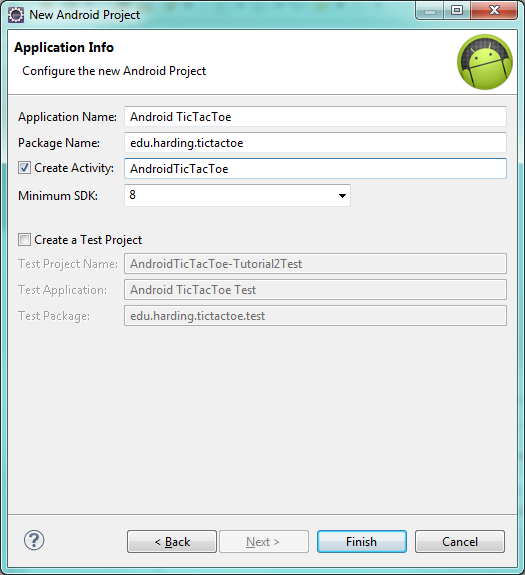 New Android Project
Application Info
Configure the new Android Project
Application Name: Android TicTacToe
Package Name: edu.harding.tictactoe
Create Activity: AndroidTicTacToe
Minimum SDK: 8
Create a Test Project
Test Project Name: AndroidTicTacToe-Tutorial2Test
Test Application: Android TicTacToe Test
Test Package: edu.harding.tictactoe.test
? < Back Next > Finish Cancel